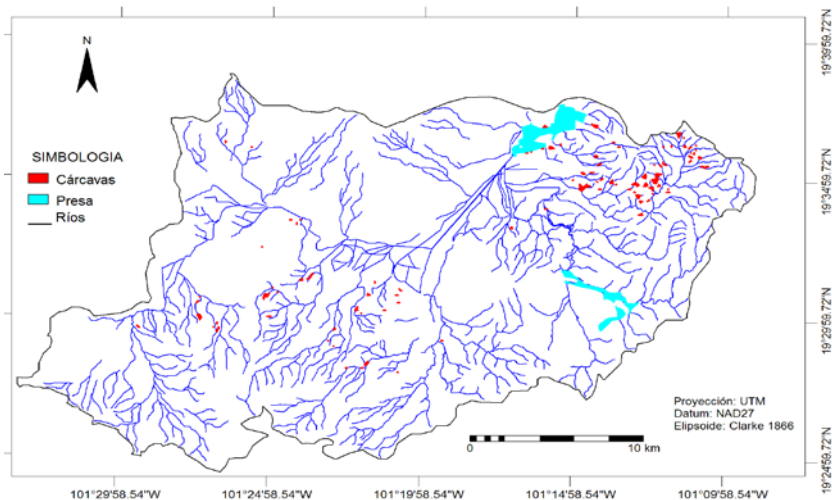 N
SIMBOLOGIA
Cárcavas
Presa
Ríos
19°39'59.72"N
19°34'59.72"N
19°29'59.72"N
19°24'59.72"N
Proyección: UTM
Datum: NAD27
Elipsoide: Clarke 1866
0 10 km
101°29'58.54"W 101°24'58.54"W 101°19'58.54"W 101°14'58.54"W 101°09'58.54"W